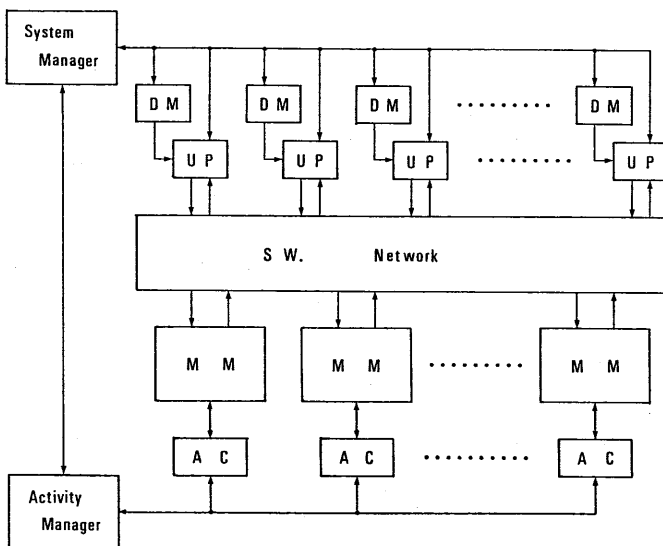 System
Manager
D M
D M
D M
D M
U P
U P
U P
U P
S W. Network
M M
M M
M M
A C
A C
A C
Activity
Manager